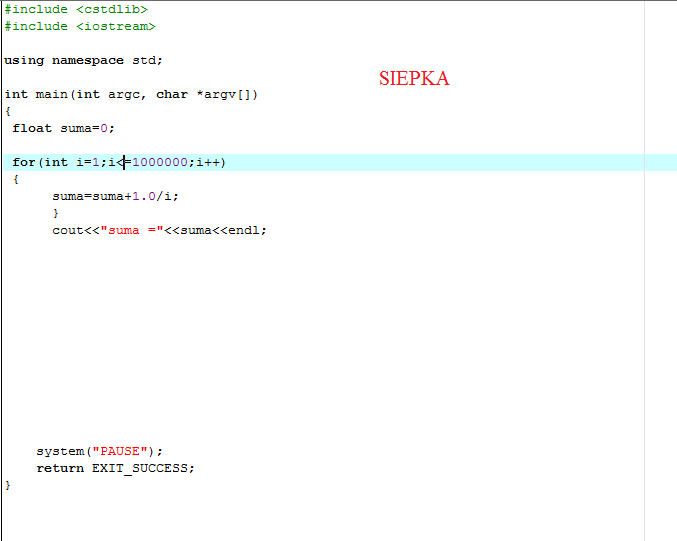 #include <cstdlib>
#include <iostream>
using namespace std;
SIEPKA
int main(int argc, char *argv[])
{
float suma=0;
for(int i=1;i<=1000000;i++)
{
suma=suma+1.0/i;
}
cout<<"suma ="<<suma<<endl;
system("PAUSE");
return EXIT_SUCCESS;
}